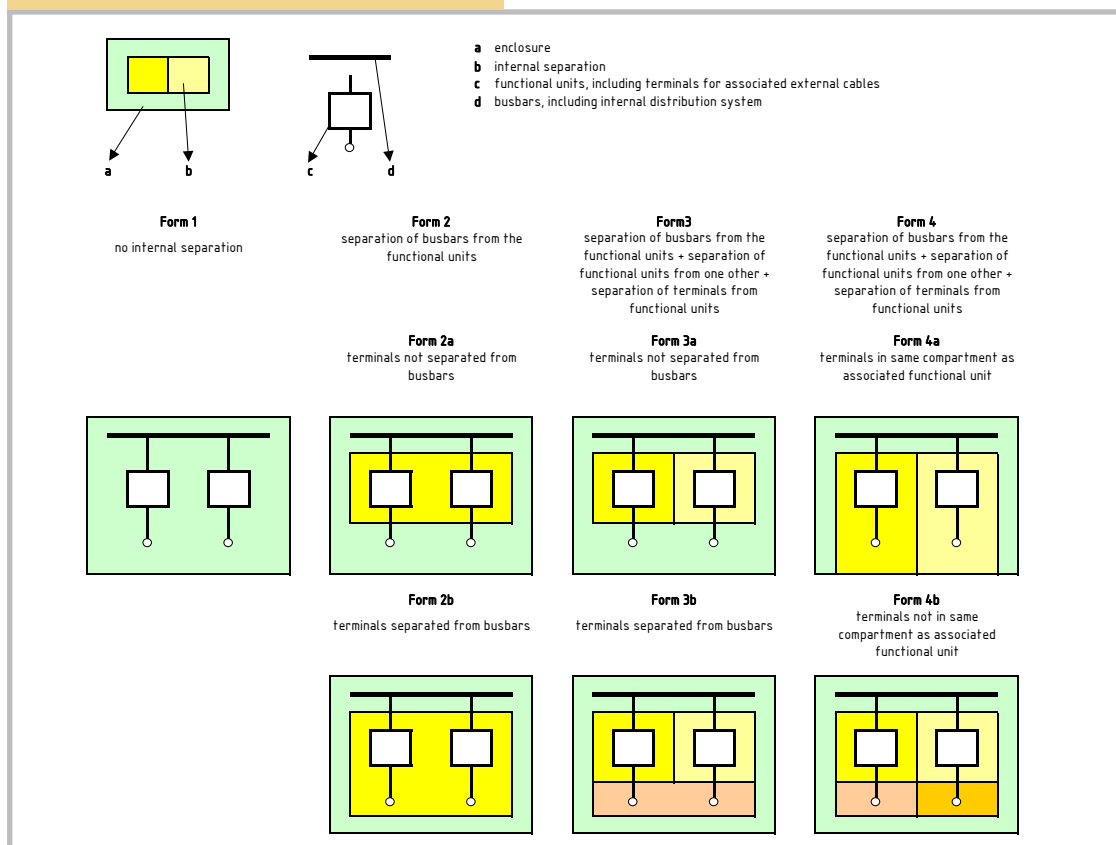 a enclosure
b internal separation
c functional units, including terminals for associated external cables
d busbars, including internal distribution system
a
b
c
d
Form 1
no internal separation
Form 2
separation of busbars from the
functional units
Form3
separation of busbars from the
functional units + separation of
functional units from one other +
separation of terminals from
functional units
Form 4
separation of busbars from the
functional units + separation of
functional units from one other +
separation of terminals from
functional units
Form 2a
terminals not separated from
busbars
Form 3a
terminals not separated from
busbars
Form 4a
terminals in same compartment as
associated functional unit
Form 2b
terminals separated from busbars
Form 3b
terminals separated from busbars
Form 4b
terminals not in same
compartment as associated
functional unit